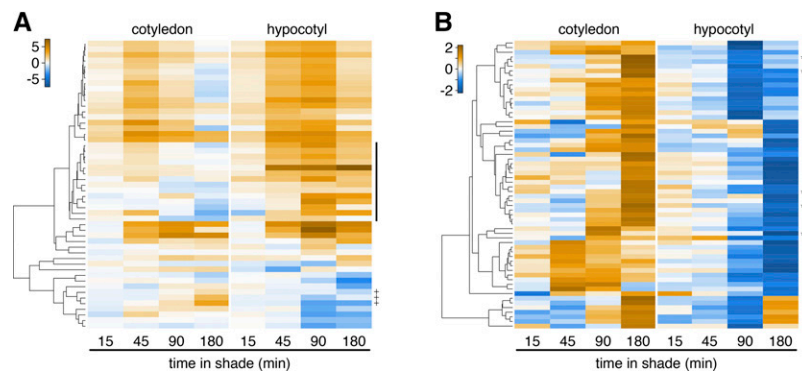 A
cotyledon hypocotyl
5
0
-5
‡
‡
15 45 90 180 15 45 90 180
time in shade (min)
B
cotyledon hypocotyl
2
0
-2
15 45 90 180 15 45 90 180
time in shade (min)